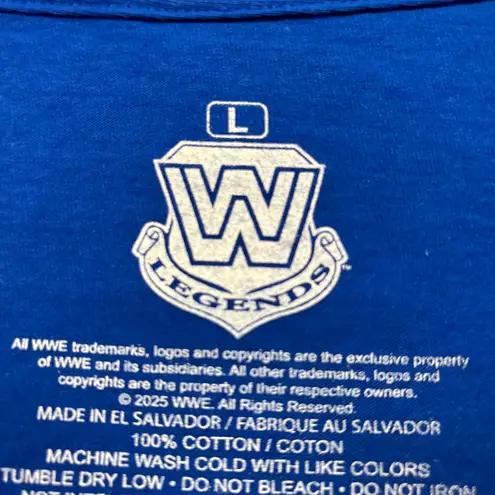 L
W
LEGENDS™
All WWE trademarks, logos and copyrights are the exclusive property
of WWE and its subsidiaries. All other trademarks, logos and
copyrights are the property of their respective owners.
© 2025 WWE. All Rights Reserved.
MADE IN EL SALVADOR / FABRIQUE AU SALVADOR
100% COTTON / COTON
MACHINE WASH COLD WITH LIKE COLORS
TUMBLE DRY LOW • DO NOT BLEACH • DO NOT IRON